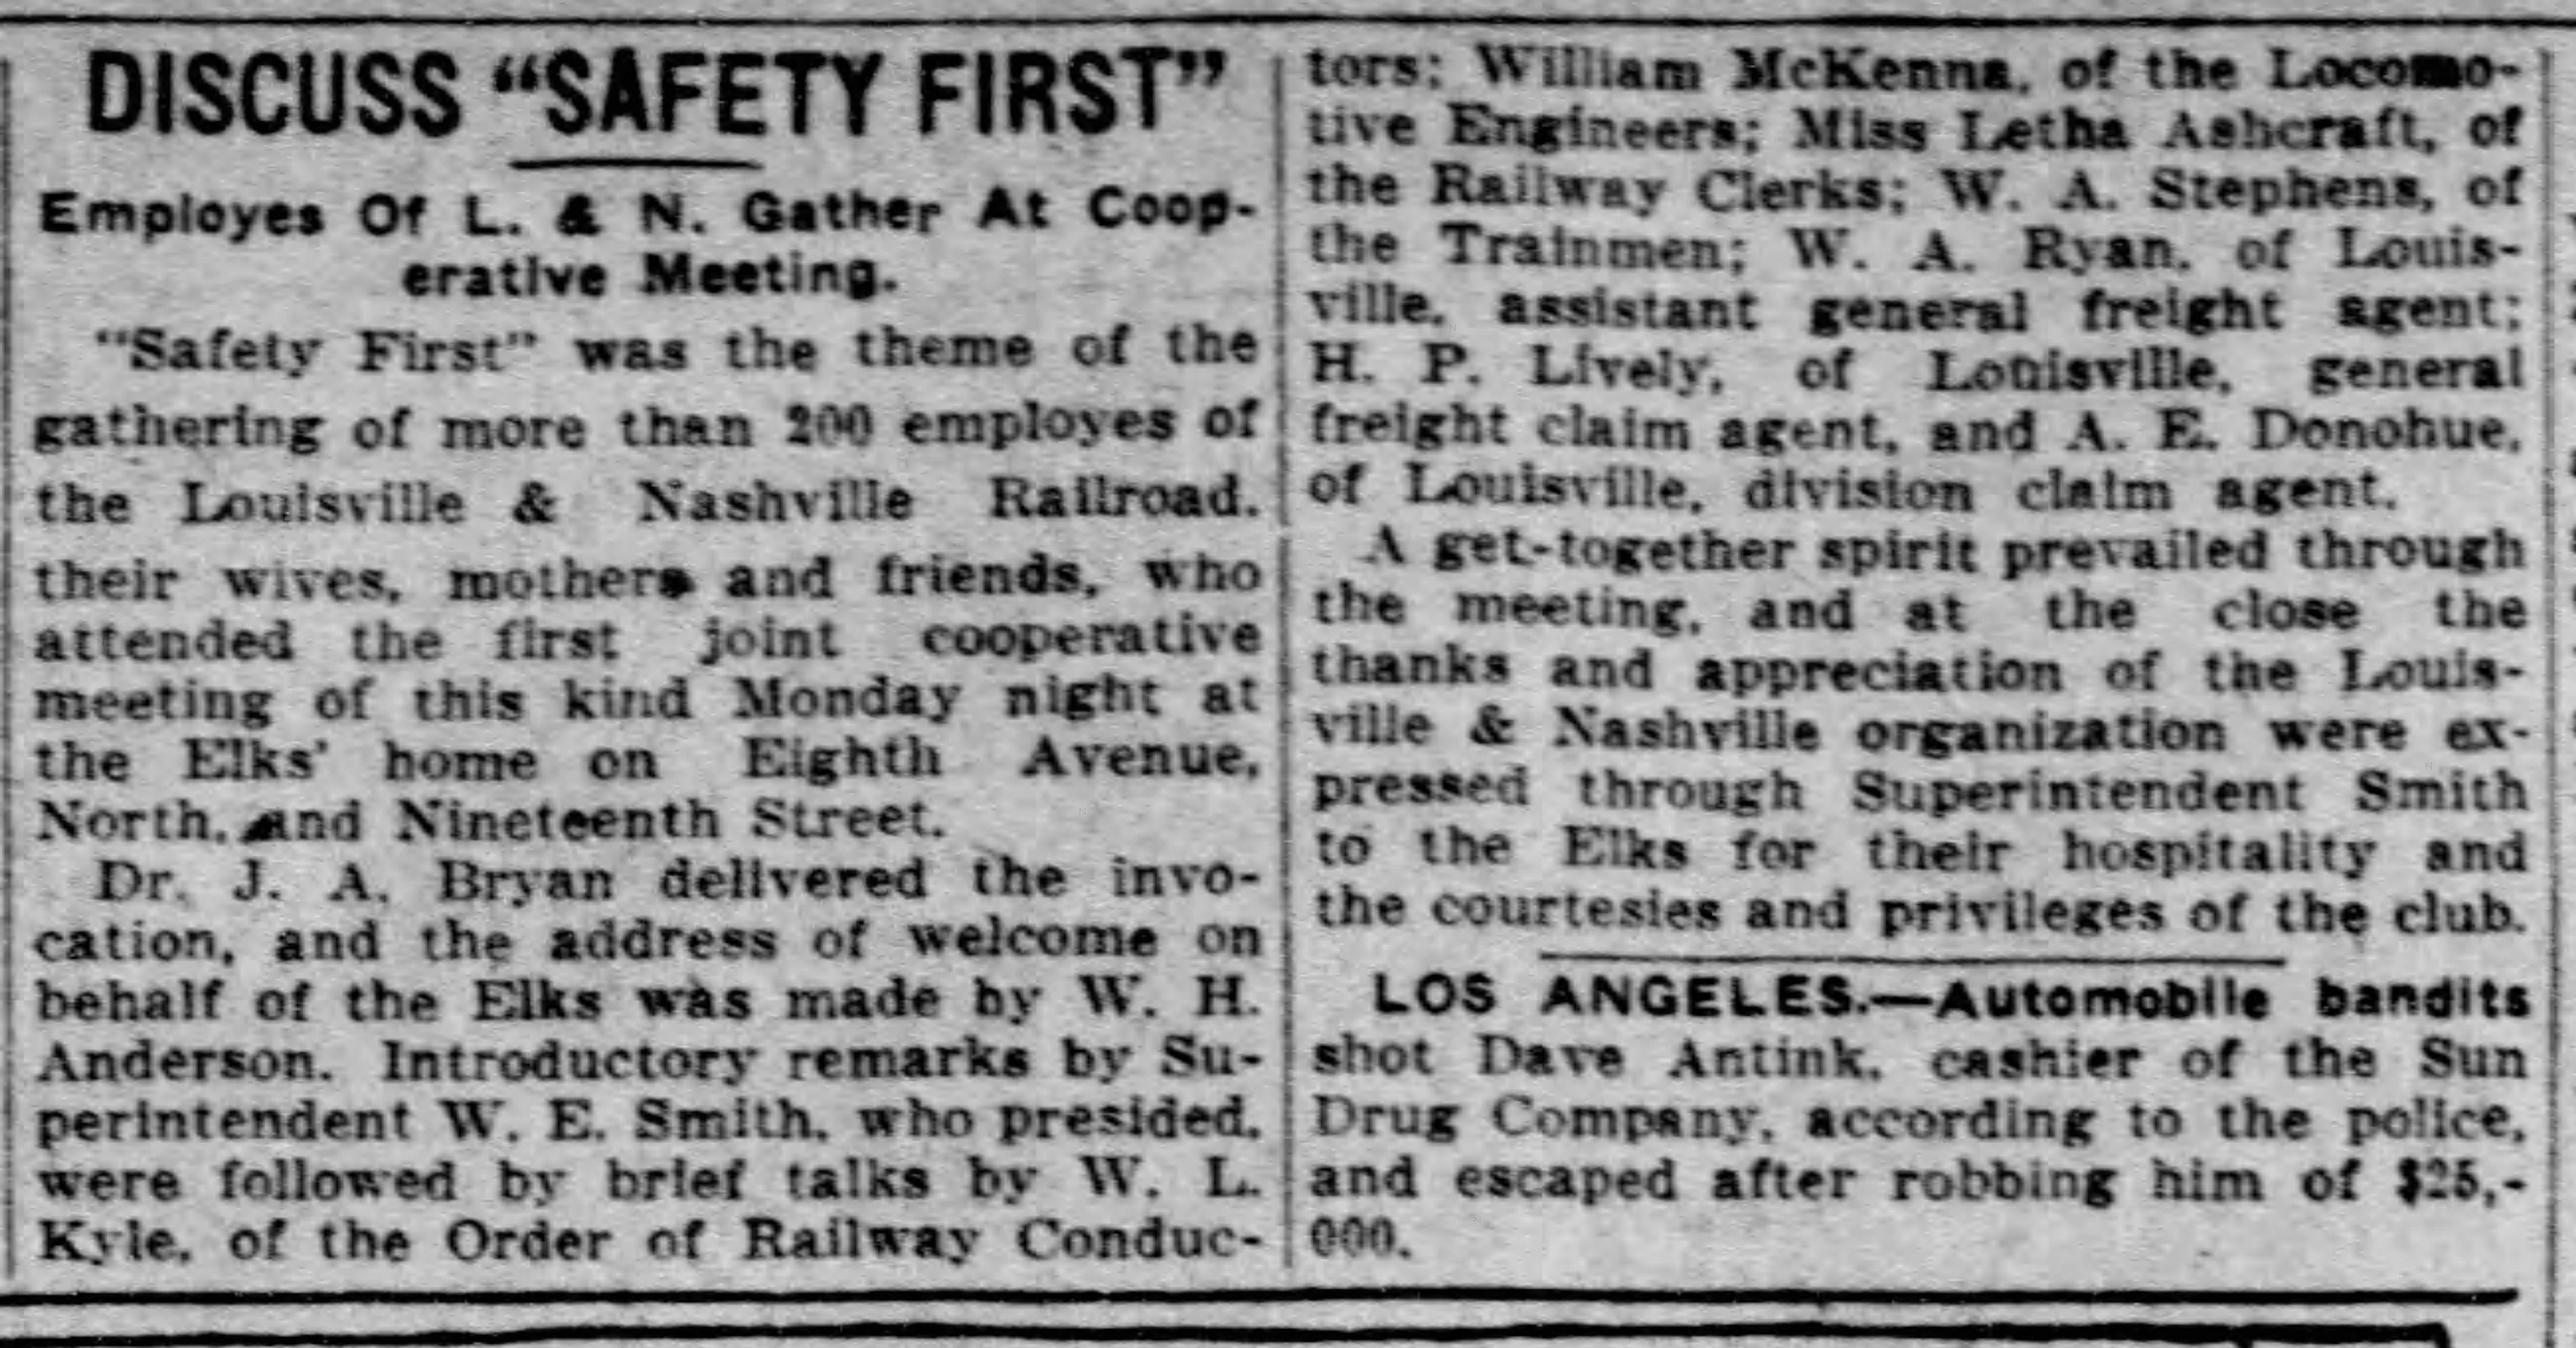 DISCUSS "SAFETY FIRST"
Employes Of L. & N. Gather At Coop-
erative Meeting.
"Safety First" was the theme of the
gathering of more than 200 employes of
the Louisville & Nashville Railroad.
their wives, mothers and friends, who
attended the first joint cooperative
meeting of this kind Monday night at
the Elks' home on Eighth Avenue,
North, and Nineteenth Street.
Dr. J. A. Bryan delivered the invo-
cation, and the address of welcome on
behalf of the Elks was made by W. H.
Anderson. Introductory remarks by Su-
perintendent W. E. Smith, who presided,
were followed by brief talks by W. L.
Kyle, of the Order of Railway Conduc-
tors; William McKenna, of the Locomo-
tive Engineers; Miss Letha Ashcraft, of
the Railway Clerks; W. A. Stephens, of
the Trainmen; W. A. Ryan, of Louis-
ville, assistant general freight agent;
H. P. Lively, of Louisville, general
freight claim agent, and A. E. Donohue,
of Louisville, division claim agent.
A get-together spirit prevailed through
the meeting, and at the close the
thanks and appreciation of the Louis-
ville & Nashville organization were ex-
pressed through Superintendent Smith
to the Elks for their hospitality and
the courtesies and privileges of the club.
LOS ANGELES.—Automobile bandits
shot Dave Antink, cashier of the Sun
Drug Company, according to the police,
and escaped after robbing him of $25,-
000.